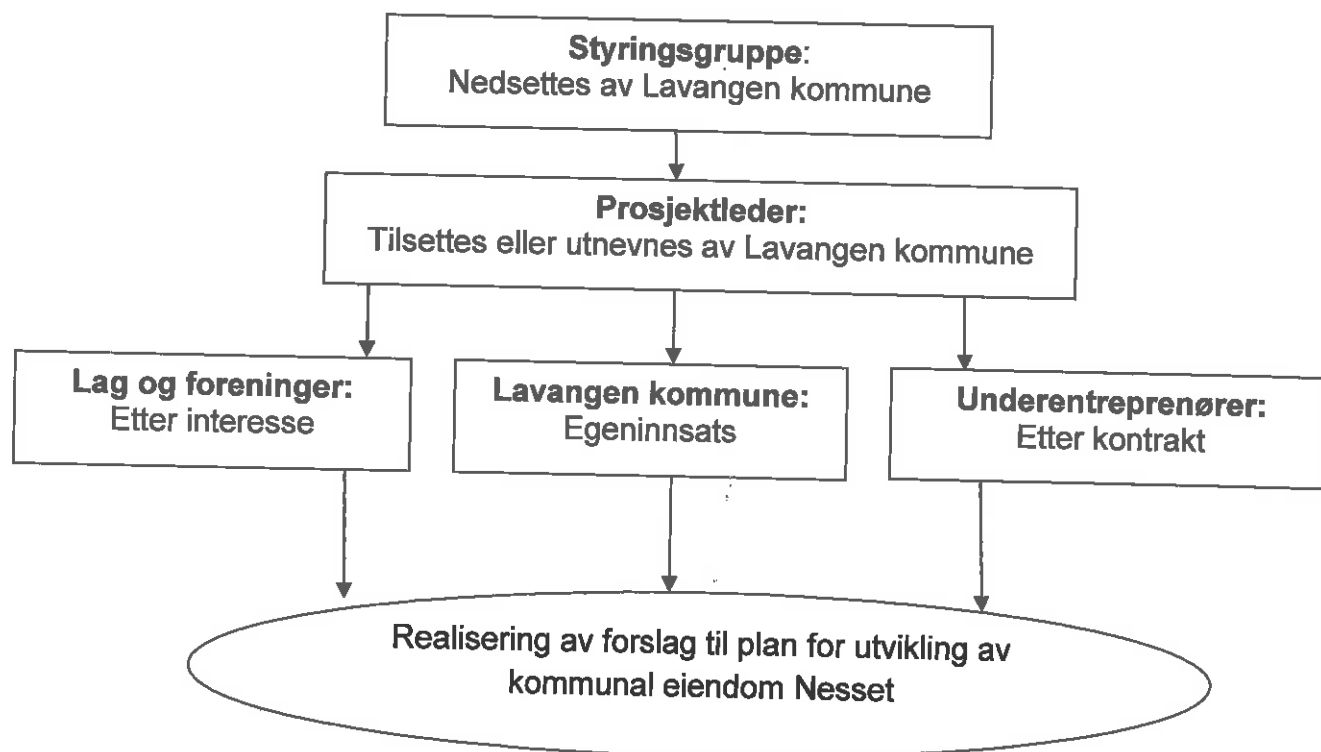 Styringsgruppe:
Nedsettes av Lavangen kommune
Prosjektleder:
Tilsettes eller utnevnes av Lavangen kommune
Lag og foreninger:
Etter interesse
Lavangen kommune:
Egeninnsats
Underentreprenører:
Etter kontrakt
Realisering av forslag til plan for utvikling av
kommunal eiendom Nesset